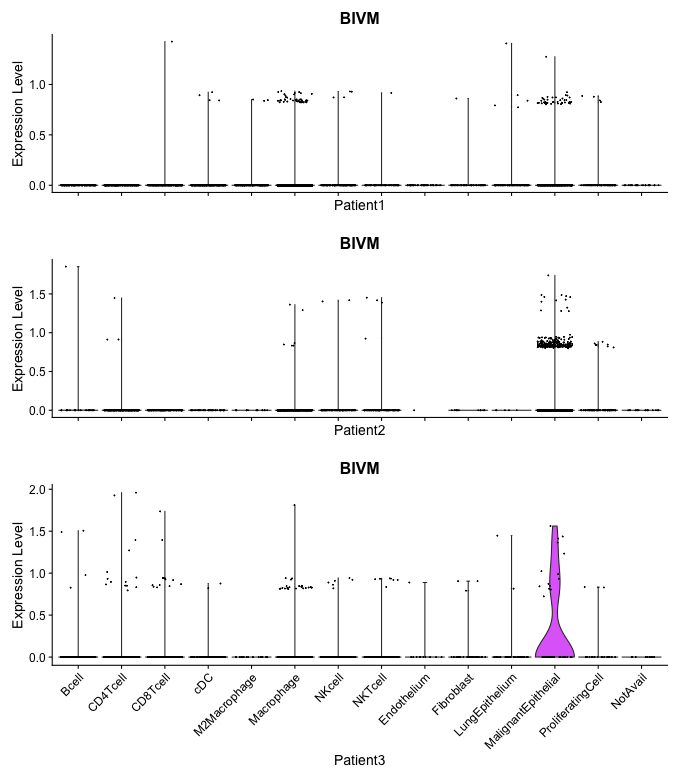 BIVM
Expression Level
1.0
0.5
0.0
Patient1
BIVM
Expression Level
1.5
1.0
0.5
0.0
Patient2
BIVM
Expression Level
2.0
1.5
1.0
0.5
0.0
Bcell
CD4Tcell
CD8Tcell
cDC
M2Macrophage
Macrophage
NKcell
NKTcell
Endothelium
Fibroblast
LungEpithelium
MalignantEpithelial
ProliferatingCell
NotAvail
Patient3